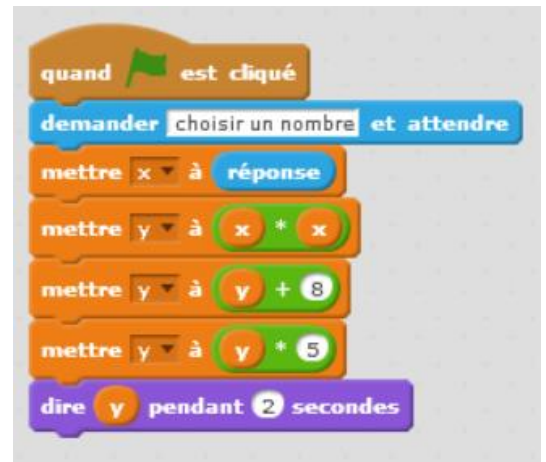 quand est cliqué
demander choisir un nombre et attendre
mettre x à réponse
mettre y à x * x
mettre y à y + 8
mettre y à y * 5
dire y pendant 2 secondes